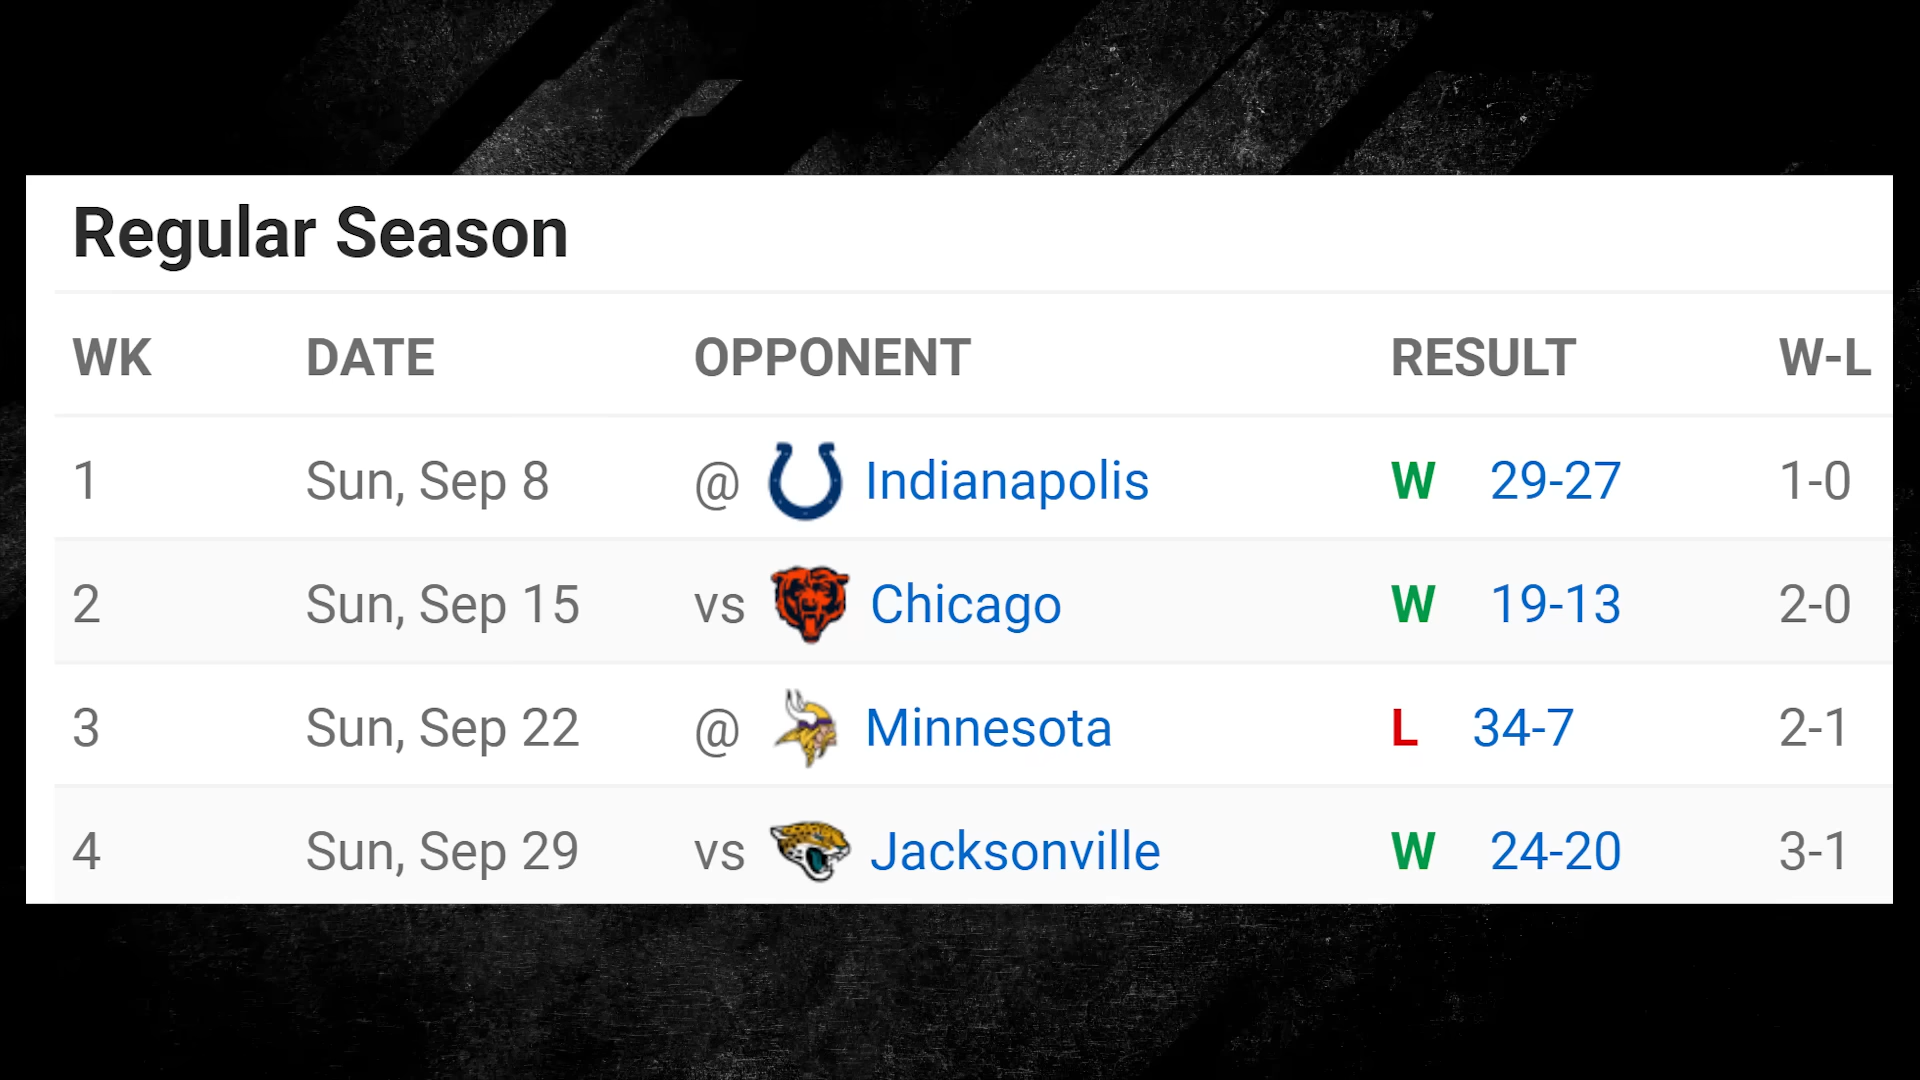 Regular Season
WK DATE OPPONENT RESULT W-L
1 Sun, Sep 8 @ Indianapolis W 29-27 1-0
2 Sun, Sep 15 vs Chicago W 19-13 2-0
3 Sun, Sep 22 @ Minnesota L 34-7 2-1
4 Sun, Sep 29 vs Jacksonville W 24-20 3-1